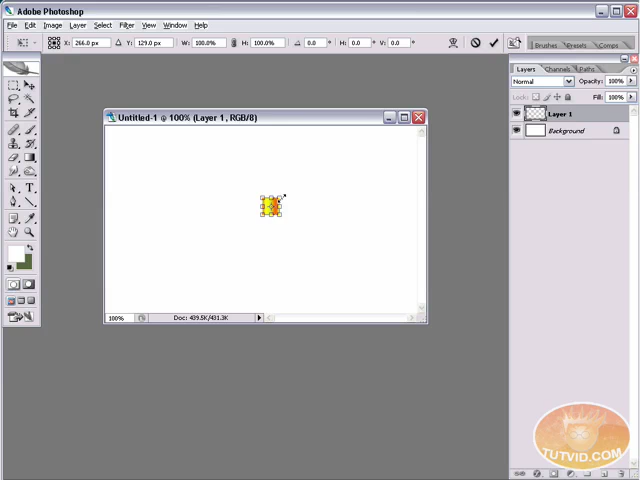 Adobe Photoshop
File Edit Image Layer Select Filter View Window Help
X: 266.0 px Y: 129.0 px W: 100.0% H: 100.0% 0.0 ° H: 0.0 ° V: 0.0 °
Brushes Presets Comps
Layers Channels Paths
Normal Opacity: 100%
Lock: Fill: 100%
Layer 1
Background
Untitled-1 @ 100% (Layer 1, RGB/8)
T
100% Doc: 439.5K/431.3K
TUTVID.COM